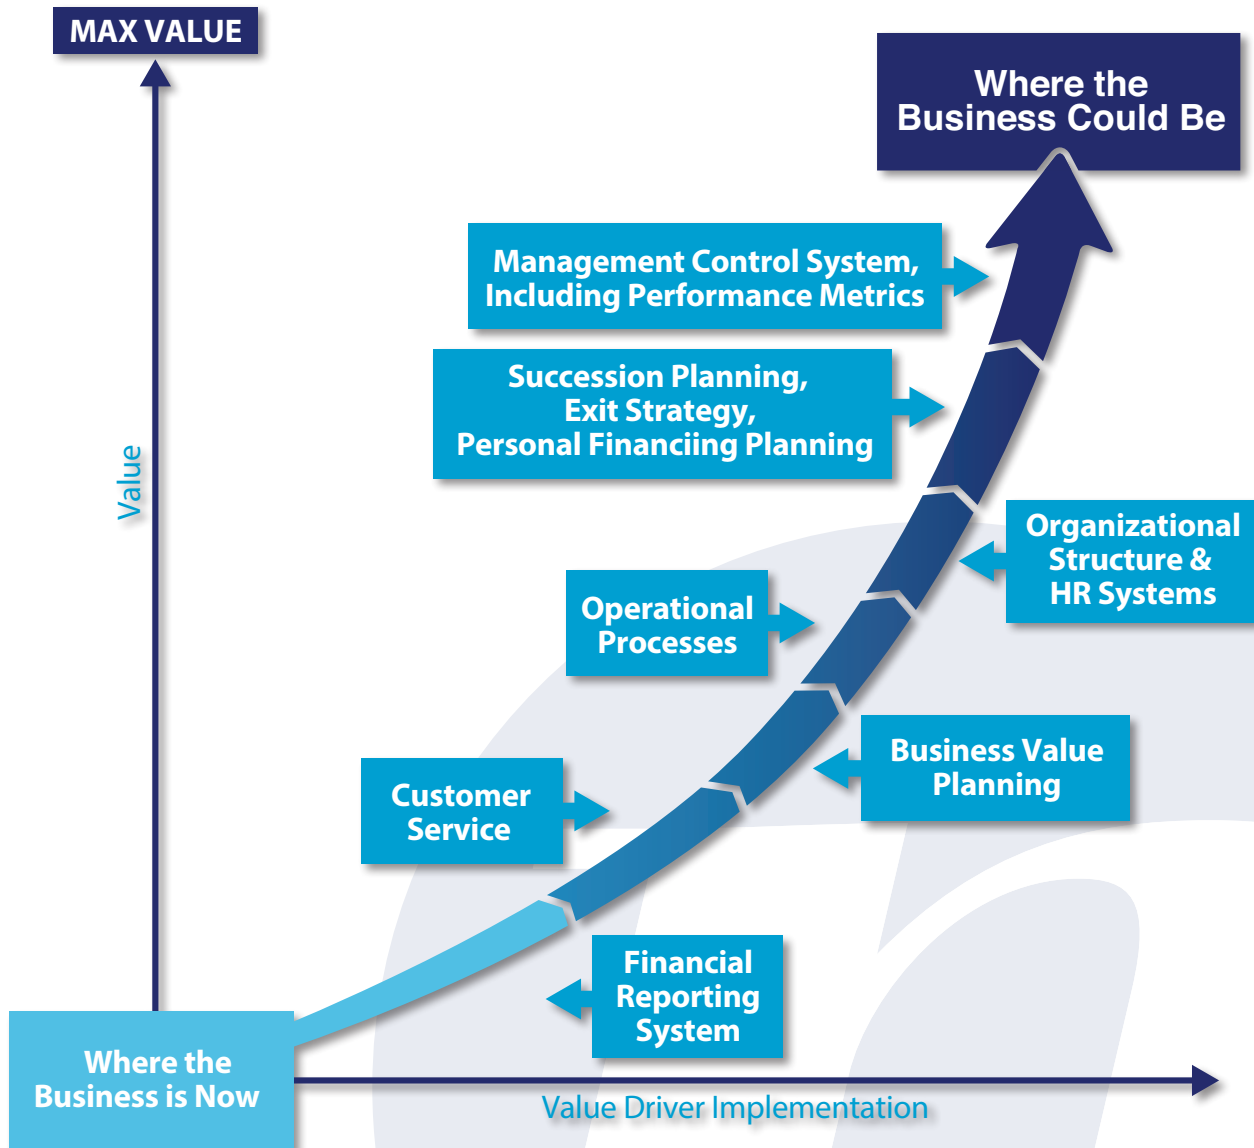 MAX VALUE
Where the
Business Could Be
Management Control System,
Including Performance Metrics
Succession Planning,
Exit Strategy,
Personal Financiing Planning
Value
Organizational
Structure &
HR Systems
Operational
Processes
Business Value
Planning
Customer
Service
Financial
Reporting
System
Where the
Business is Now
Value Driver Implementation